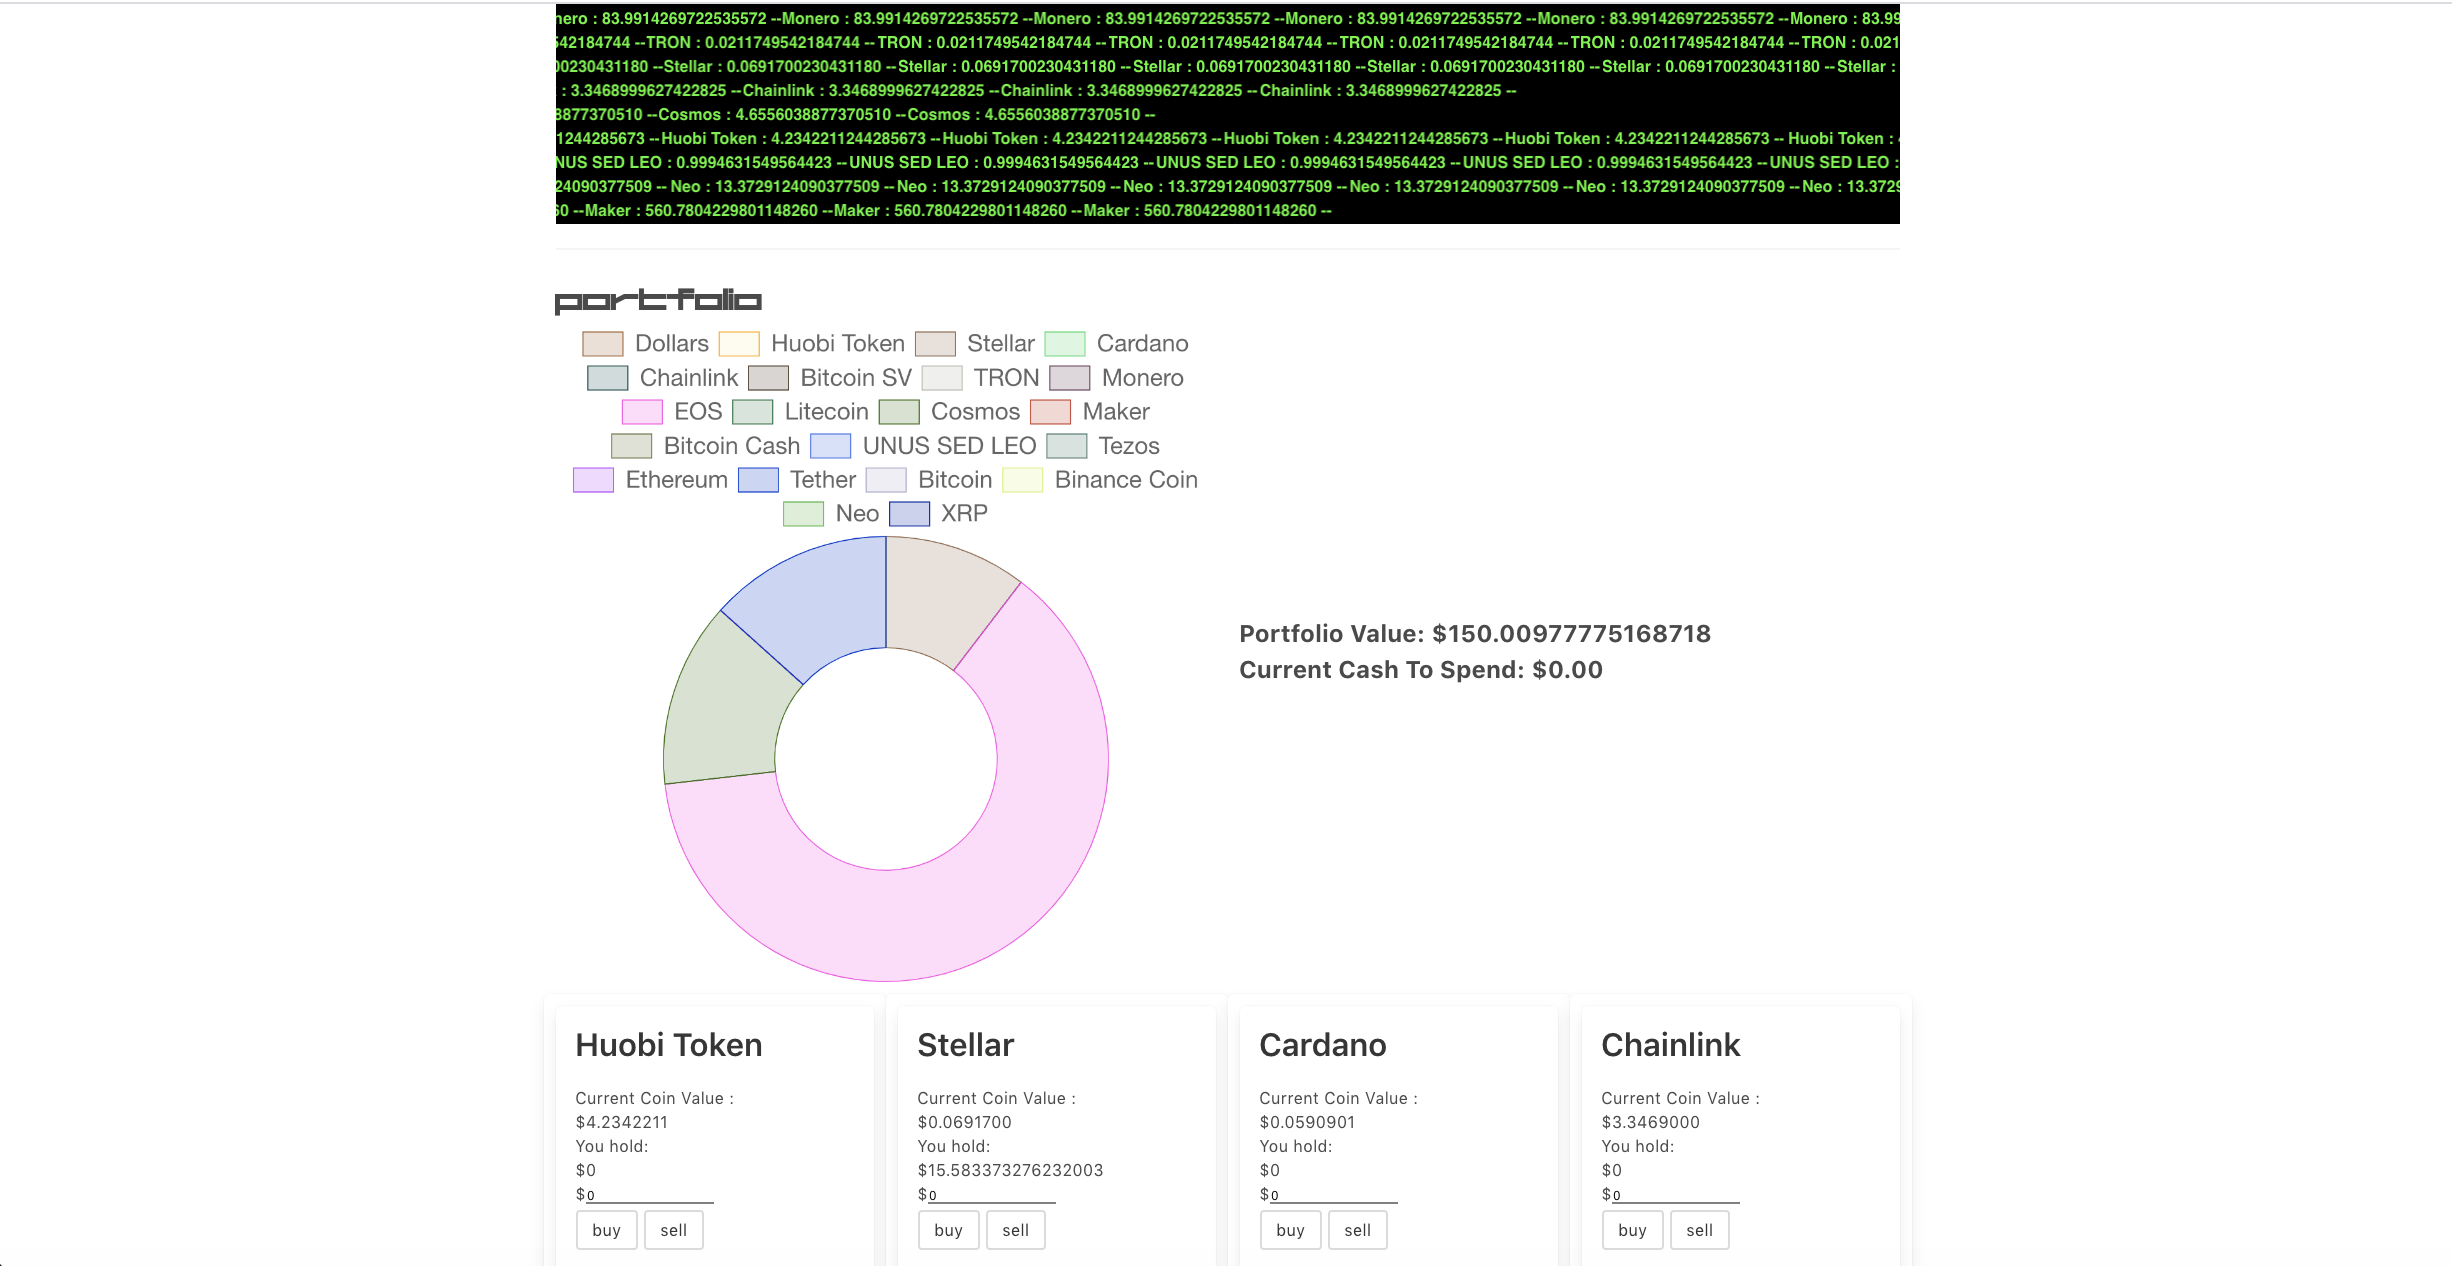 nero : 83.9914269722535572 --Monero : 83.9914269722535572 --Monero : 83.9914269722535572 --Monero : 83.9914269722535572 --Monero : 83.9914269722535572 --Monero : 83.99
542184744 --TRON : 0.0211749542184744 --TRON : 0.0211749542184744 --TRON : 0.0211749542184744 --TRON : 0.0211749542184744 --TRON : 0.0211749542184744 --TRON : 0.021
00230431180 --Stellar : 0.0691700230431180 --Stellar : 0.0691700230431180 --Stellar : 0.0691700230431180 --Stellar : 0.0691700230431180 --Stellar : 0.0691700230431180 --Stellar :
: 3.3468999627422825 --Chainlink : 3.3468999627422825 --Chainlink : 3.3468999627422825 --Chainlink : 3.3468999627422825 --
8877370510 --Cosmos : 4.6556038877370510 --Cosmos : 4.6556038877370510 --
1244285673 --Huobi Token : 4.2342211244285673 --Huobi Token : 4.2342211244285673 --Huobi Token : 4.2342211244285673 --Huobi Token : 4.2342211244285673 -- Huobi Token :
NUS SED LEO : 0.9994631549564423 --UNUS SED LEO : 0.9994631549564423 --UNUS SED LEO : 0.9994631549564423 --UNUS SED LEO : 0.9994631549564423 --UNUS SED LEO :
24090377509 -- Neo : 13.3729124090377509 --Neo : 13.3729124090377509 --Neo : 13.3729124090377509 --Neo : 13.3729124090377509 --Neo : 13.3729124090377509 --Neo : 13.3729
60 --Maker : 560.7804229801148260 --Maker : 560.7804229801148260 --Maker : 560.7804229801148260 --
portfolio
Dollars Huobi Token Stellar Cardano
Chainlink Bitcoin SV TRON Monero
EOS Litecoin Cosmos Maker
Bitcoin Cash UNUS SED LEO Tezos
Ethereum Tether Bitcoin Binance Coin
Neo XRP
Portfolio Value: $150.00977775168718
Current Cash To Spend: $0.00
Huobi Token
Current Coin Value :
$4.2342211
You hold:
$0
$0
buy sell
Stellar
Current Coin Value :
$0.0691700
You hold:
$15.583373276232003
$0
buy sell
Cardano
Current Coin Value :
$0.0590901
You hold:
$0
$0
buy sell
Chainlink
Current Coin Value :
$3.3469000
You hold:
$0
$0
buy sell